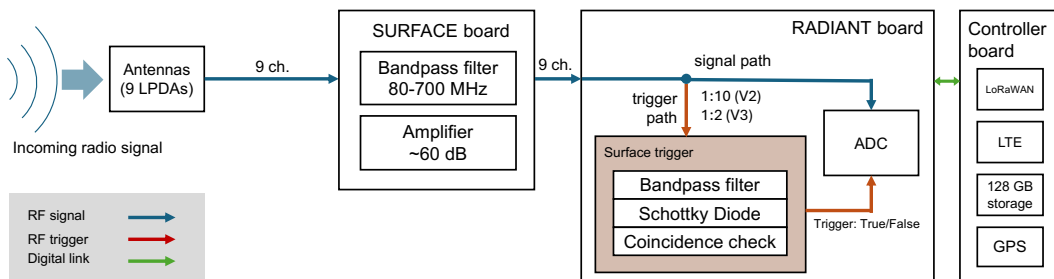 Incoming radio signal
Antennas
(9 LPDAs)
9 ch.
SURFACE board
Bandpass filter
80-700 MHz
Amplifier
~60 dB
9 ch.
RADIANT board
signal path
trigger
path
1:10 (V2)
1:2 (V3)
Surface trigger
Bandpass filter
Schottky Diode
Coincidence check
ADC
Trigger: True/False
Controller
board
LoRaWAN
LTE
128 GB
storage
GPS
RF signal
RF trigger
Digital link